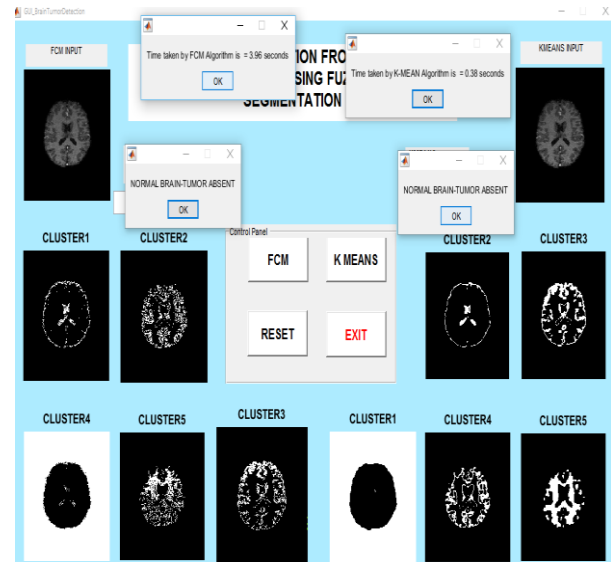 GUI_BrainTumorDetection
FCM INPUT
Time taken by FCM Algorithm is = 3.96 seconds
OK
Time taken by K-MEAN Algorithm is = 0.38 seconds
OK
KMEANS INPUT
ION FRO
SING FUZ
SEGMENTATION
NORMAL BRAIN-TUMOR ABSENT
OK
NORMAL BRAIN-TUMOR ABSENT
OK
CLUSTER1
CLUSTER2
Control Panel
FCM
K MEANS
RESET
EXIT
CLUSTER2
CLUSTER3
CLUSTER4
CLUSTER5
CLUSTER3
CLUSTER1
CLUSTER4
CLUSTER5